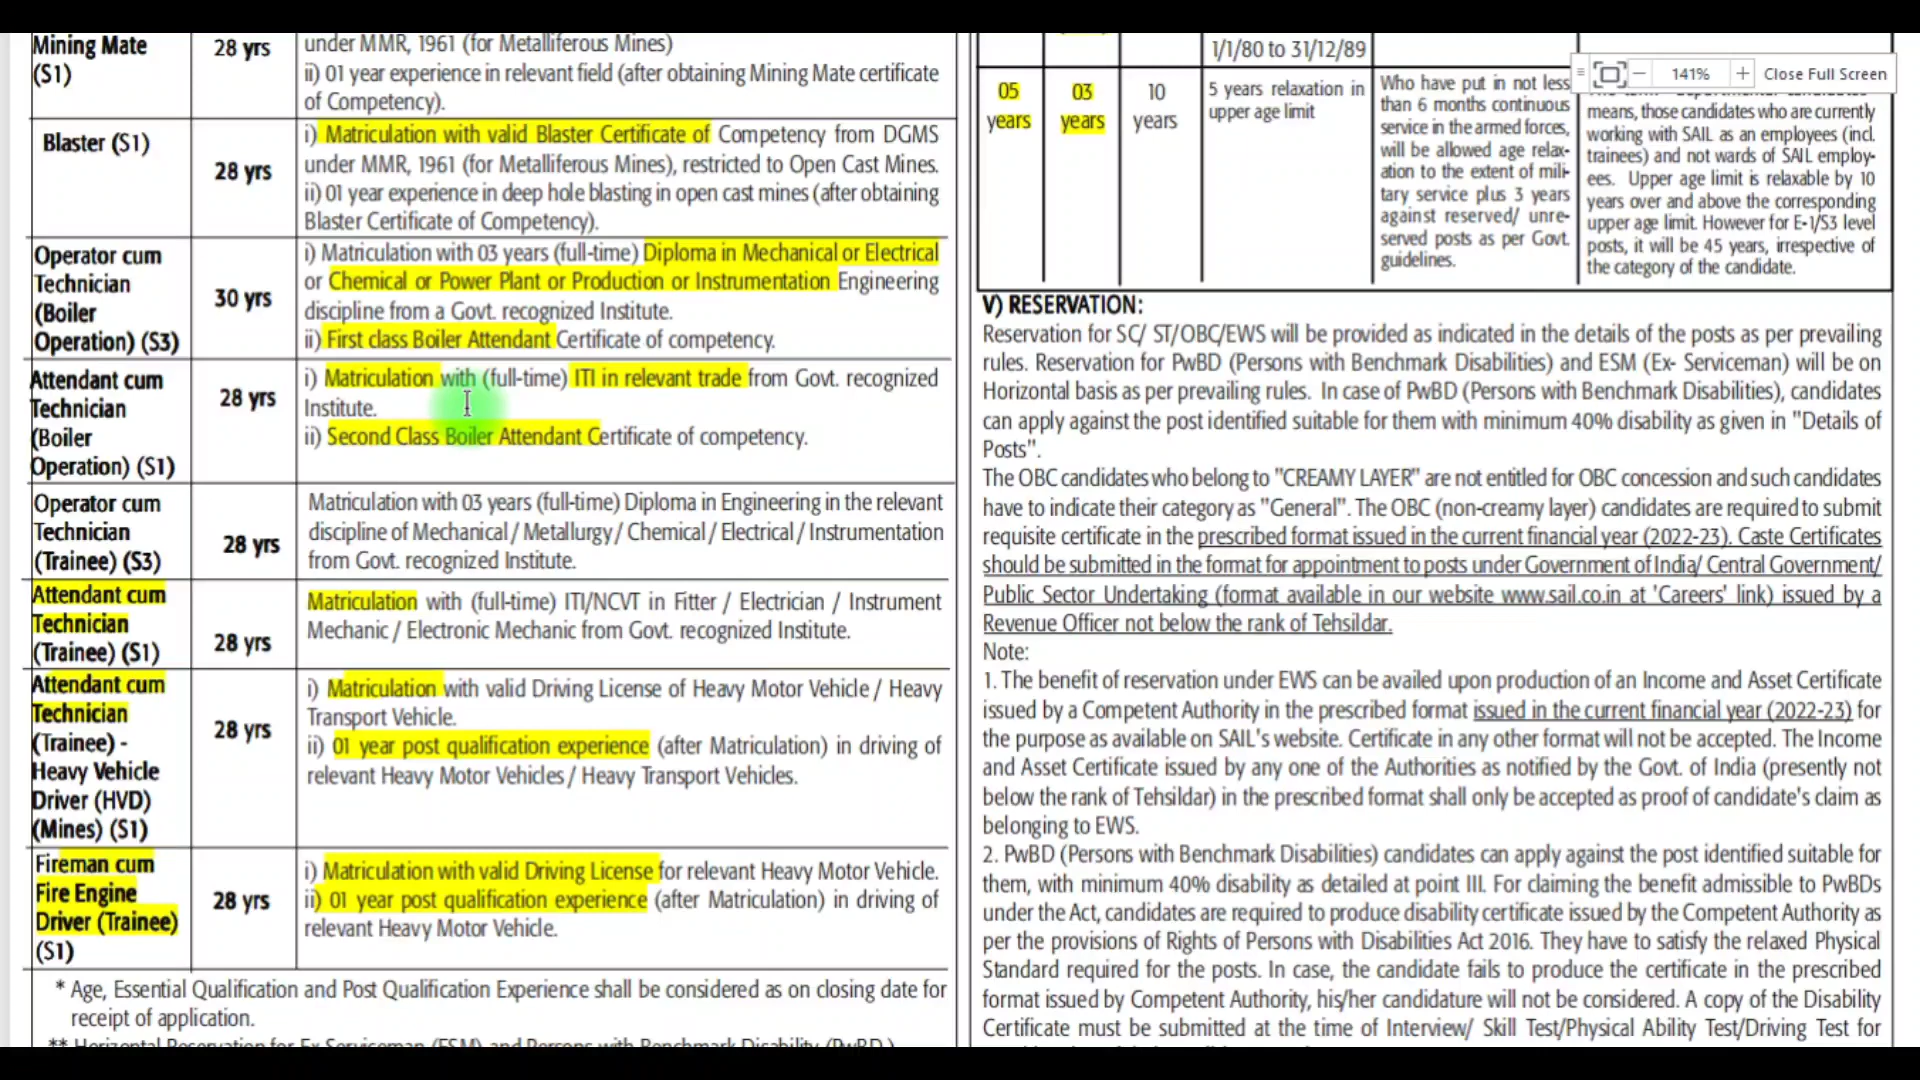 Mining Mate
(S1)
28 yrs
under MMR, 1961 (for Metalliferous Mines)
ii) 01 year experience in relevant field (after obtaining Mining Mate certificate
of Competency).
Blaster (S1)
28 yrs
i) Matriculation with valid Blaster Certificate of Competency from DGMS
under MMR, 1961 (for Metalliferous Mines), restricted to Open Cast Mines.
ii) 01 year experience in deep hole blasting in open cast mines (after obtaining
Blaster Certificate of Competency).
Operator cum
Technician
(Boiler
Operation) (S3)
30 yrs
i) Matriculation with 03 years (full-time) Diploma in Mechanical or Electrical
or Chemical or Power Plant or Production or Instrumentation Engineering
discipline from a Govt. recognized Institute.
ii) First class Boiler Attendant Certificate of competency.
Attendant cum
Technician
(Boiler
Operation) (S1)
28 yrs
i) Matriculation with (full-time) ITI in relevant trade from Govt. recognized
Institute.
ii) Second Class Boiler Attendant Certificate of competency.
Operator cum
Technician
(Trainee) (S3)
28 yrs
Matriculation with 03 years (full-time) Diploma in Engineering in the relevant
discipline of Mechanical / Metallurgy / Chemical / Electrical / Instrumentation
from Govt. recognized Institute.
Attendant cum
Technician
(Trainee) (S1)
28 yrs
Matriculation with (full-time) ITI/NCVT in Fitter / Electrician / Instrument
Mechanic / Electronic Mechanic from Govt. recognized Institute.
Attendant cum
Technician
(Trainee) -
Heavy Vehicle
Driver (HVD)
(Mines) (S1)
28 yrs
i) Matriculation with valid Driving License of Heavy Motor Vehicle / Heavy
Transport Vehicle.
ii) 01 year post qualification experience (after Matriculation) in driving of
relevant Heavy Motor Vehicles / Heavy Transport Vehicles.
Fireman cum
Fire Engine
Driver (Trainee)
(S1)
28 yrs
i) Matriculation with valid Driving License for relevant Heavy Motor Vehicle.
ii) 01 year post qualification experience (after Matriculation) in driving of
relevant Heavy Motor Vehicle.
* Age, Essential Qualification and Post Qualification Experience shall be considered as on closing date for
receipt of application.
** Horizontal Reservation for Ex Serviceman (ESM) and Persons with Benchmark Disability (PwBD )
1/1/80 to 31/12/89
141%
Close Full Screen
05
years
03
years
10
years
5 years relaxation in
upper age limit
Who have put in not less
than 6 months continuous
service in the armed forces,
will be allowed age relax-
ation to the extent of mili-
tary service plus 3 years
against reserved/ unre-
served posts as per Govt.
guidelines.
means, those candidates who are currently
working with SAIL as an employees (incl.
trainees) and not wards of SAIL employ-
ees. Upper age limit is relaxable by 10
years over and above the corresponding
upper age limit. However for E-1/S3 level
posts, it will be 45 years, irrespective of
the category of the candidate.
V) RESERVATION:
Reservation for SC/ ST/OBC/EWS will be provided as indicated in the details of the posts as per prevailing
rules. Reservation for PwBD (Persons with Benchmark Disabilities) and ESM (Ex- Serviceman) will be on
Horizontal basis as per prevailing rules. In case of PwBD (Persons with Benchmark Disabilities), candidates
can apply against the post identified suitable for them with minimum 40% disability as given in "Details of
Posts".
The OBC candidates who belong to "CREAMY LAYER" are not entitled for OBC concession and such candidates
have to indicate their category as "General". The OBC (non-creamy layer) candidates are required to submit
requisite certificate in the prescribed format issued in the current financial year (2022-23). Caste Certificates
should be submitted in the format for appointment to posts under Government of India/ Central Government/
Public Sector Undertaking (format available in our website www.sail.co.in at 'Careers' link) issued by a
Revenue Officer not below the rank of Tehsildar.
Note:
1. The benefit of reservation under EWS can be availed upon production of an Income and Asset Certificate
issued by a Competent Authority in the prescribed format issued in the current financial year (2022-23) for
the purpose as available on SAIL's website. Certificate in any other format will not be accepted. The Income
and Asset Certificate issued by any one of the Authorities as notified by the Govt. of India (presently not
below the rank of Tehsildar) in the prescribed format shall only be accepted as proof of candidate's claim as
belonging to EWS.
2. PwBD (Persons with Benchmark Disabilities) candidates can apply against the post identified suitable for
them, with minimum 40% disability as detailed at point III. For claiming the benefit admissible to PwBDs
under the Act, candidates are required to produce disability certificate issued by the Competent Authority as
per the provisions of Rights of Persons with Disabilities Act 2016. They have to satisfy the relaxed Physical
Standard required for the posts. In case, the candidate fails to produce the certificate in the prescribed
format issued by Competent Authority, his/her candidature will not be considered. A copy of the Disability
Certificate must be submitted at the time of Interview/ Skill Test/Physical Ability Test/Driving Test for